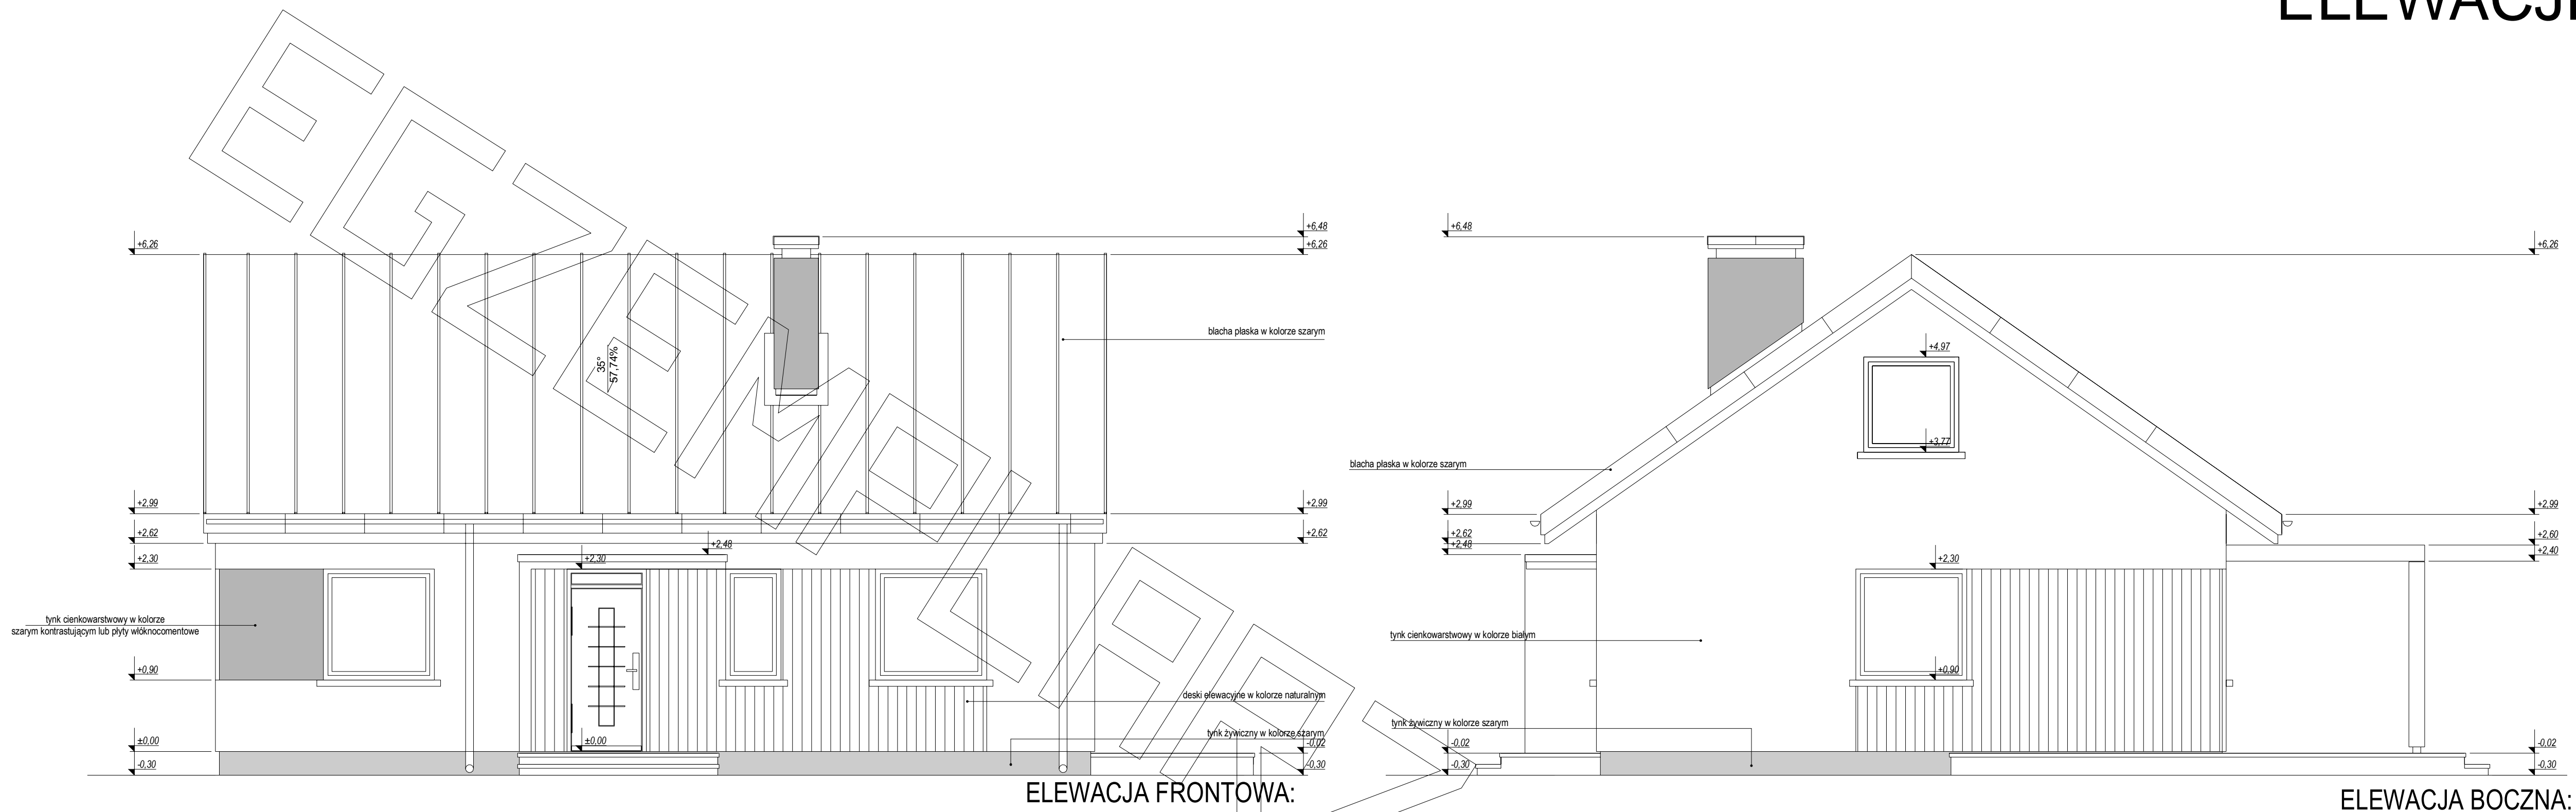 ELEWACJ
+6,48
+6,26
+6,26
blacha płaska w kolorze szarym
35°
57,74%
+2,99
+2,99
+2,62
+2,62
+2,48
+2,30
+2,30
tynk cienkowarstwowy w kolorze
szarym kontrastującym lub płyty włóknocomentowe
+0,90
deski elewacyjne w kolorze naturalnym
tynk żywiczny w kolorze szarym
±0,00
±0,00
-0,02
-0,30
-0,30
ELEWACJA FRONTOWA:
+6,48
+6,26
+4,97
+3,77
blacha płaska w kolorze szarym
+2,99
+2,99
+2,62
+2,60
+2,48
+2,40
+2,30
tynk cienkowarstwowy w kolorze białym
+0,90
tynk żywiczny w kolorze szarym
-0,02
-0,02
-0,30
-0,30
ELEWACJA BOCZNA:
EGZEMPLARZ